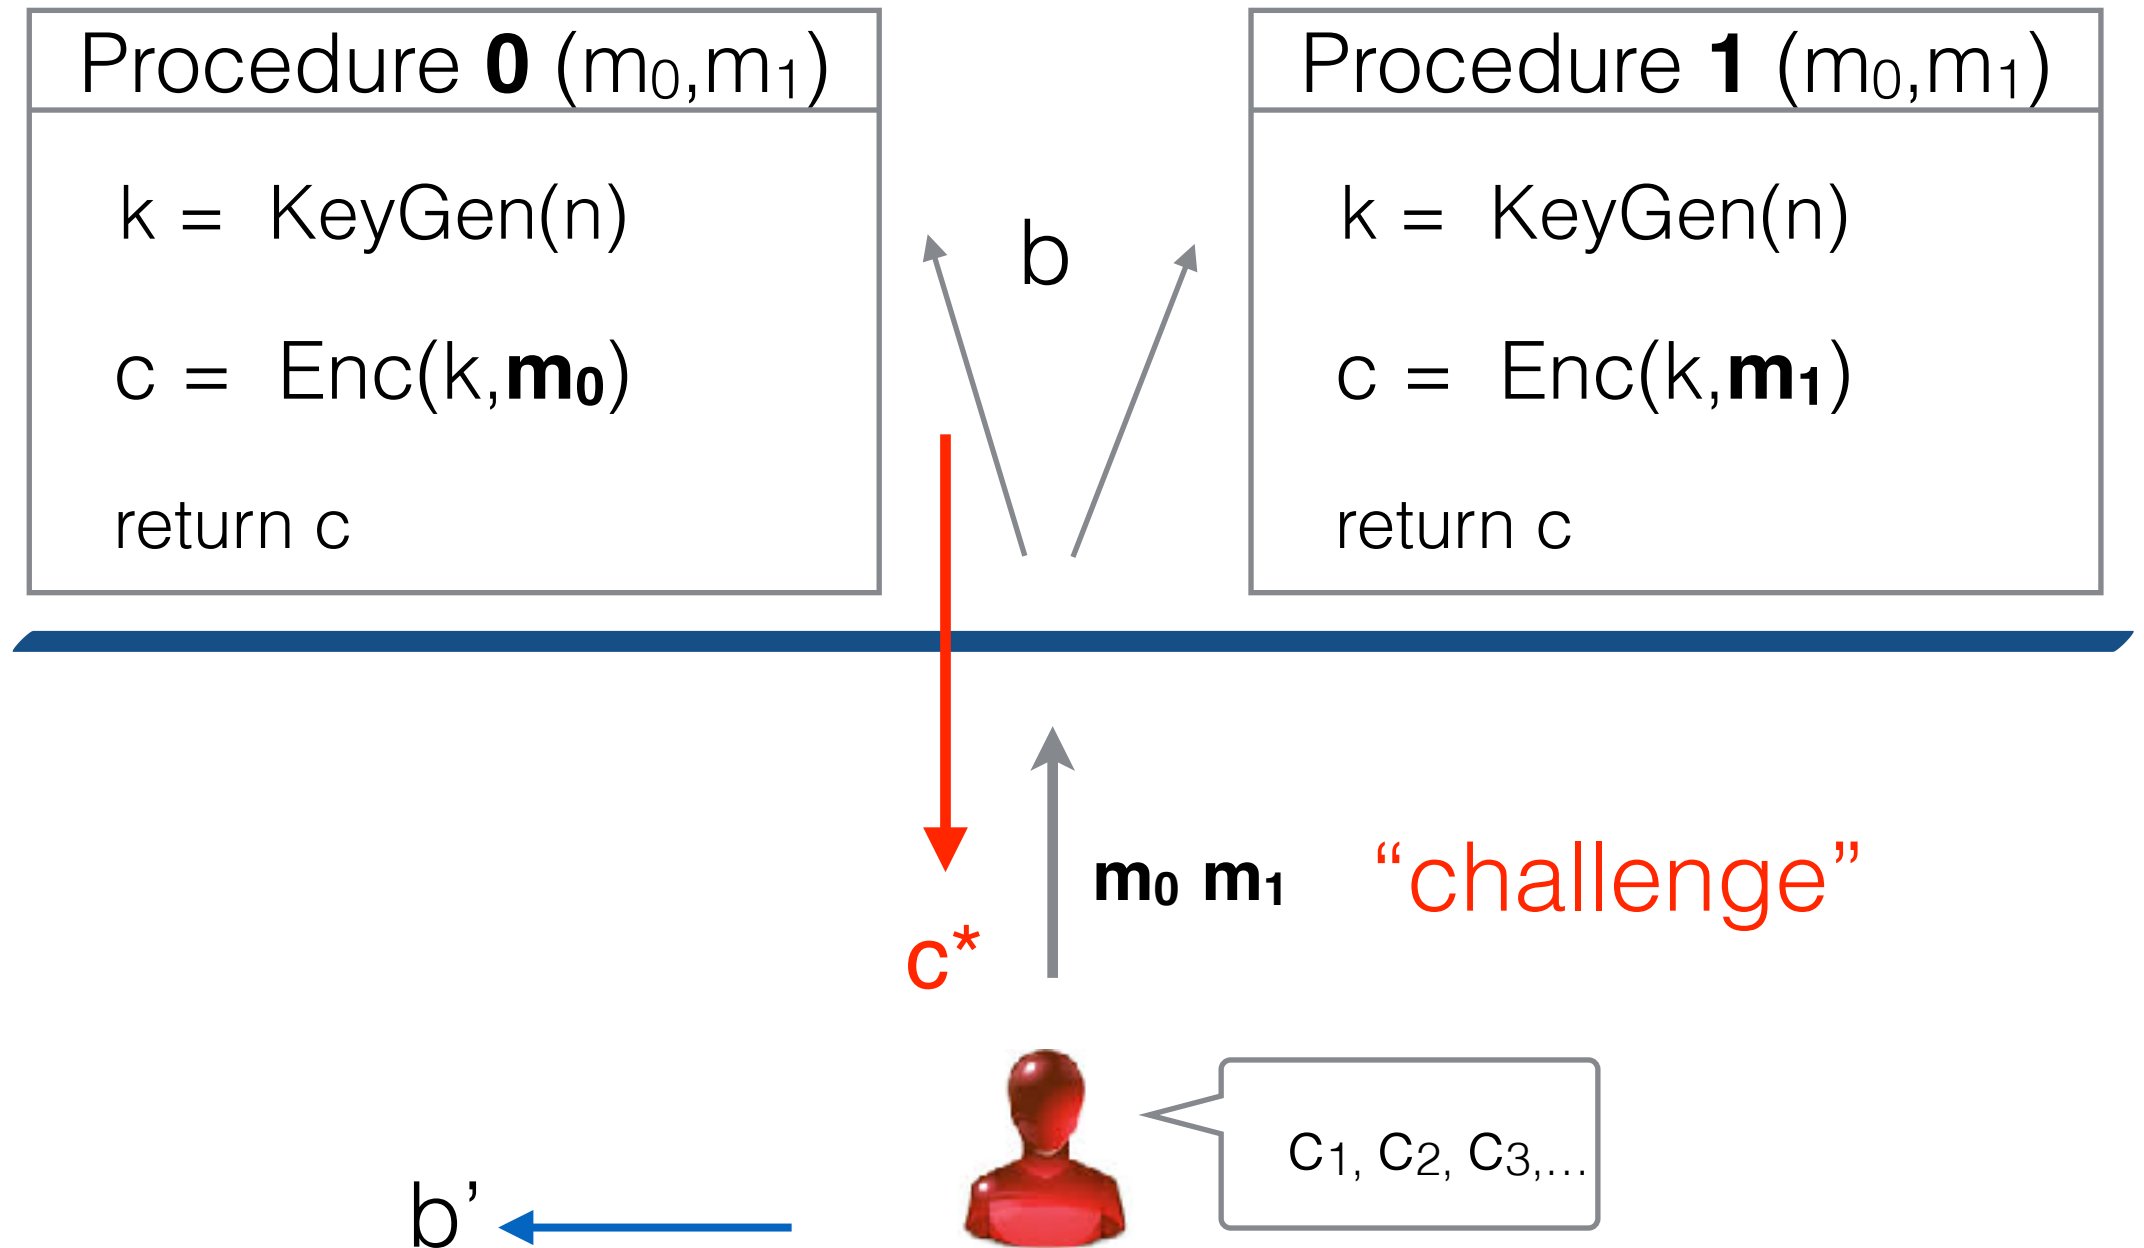 Procedure 0 (m₀,m₁)
k = KeyGen(n)
c = Enc(k,m₀)
return c
b
Procedure 1 (m₀,m₁)
k = KeyGen(n)
c = Enc(k,m₁)
return c
m₀ m₁
“challenge”
c*
c₁, c₂, c₃,...
b’